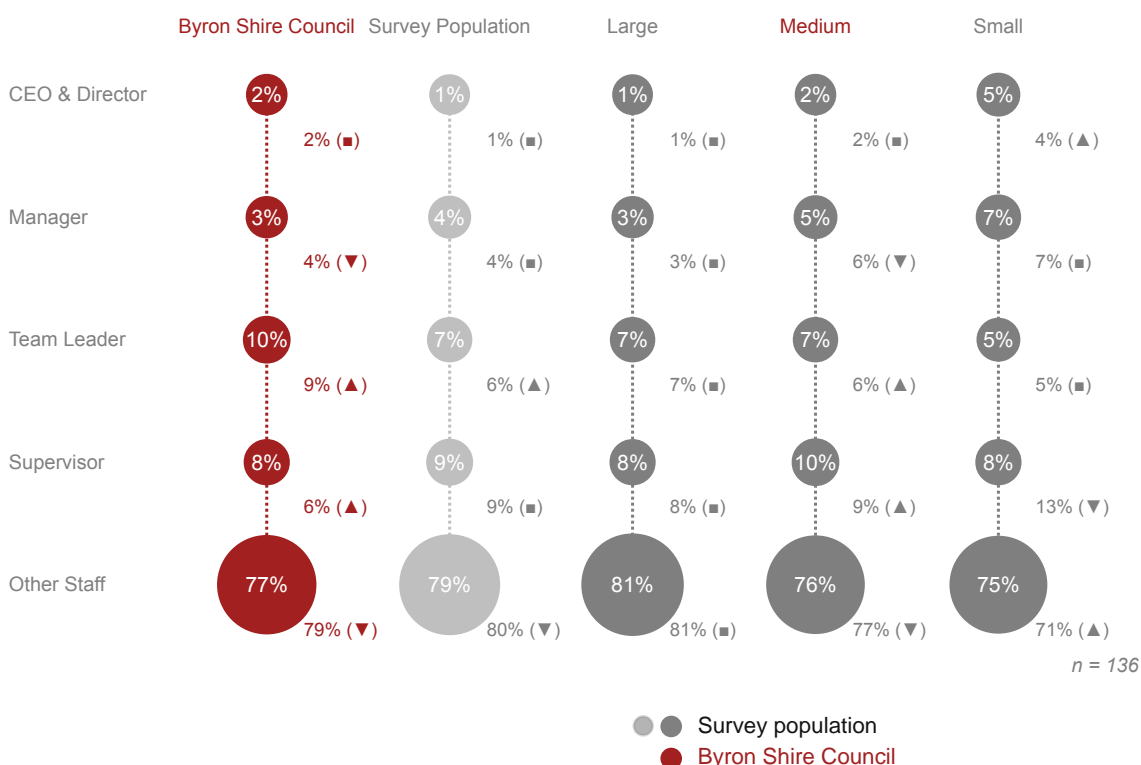 Byron Shire Council Survey Population Large Medium Small
CEO & Director 2% 1% 1% 2% 5%
2% (■) 1% (■) 1% (■) 2% (■) 4% (▲)
Manager 3% 4% 3% 5% 7%
4% (▼) 4% (■) 3% (■) 6% (▼) 7% (■)
Team Leader 10% 7% 7% 7% 5%
9% (▲) 6% (▲) 7% (■) 6% (▲) 5% (■)
Supervisor 8% 9% 8% 10% 8%
6% (▲) 9% (■) 8% (■) 9% (▲) 13% (▼)
Other Staff 77% 79% 81% 76% 75%
79% (▼) 80% (▼) 81% (■) 77% (▼) 71% (▲)
n = 136
Survey population
Byron Shire Council